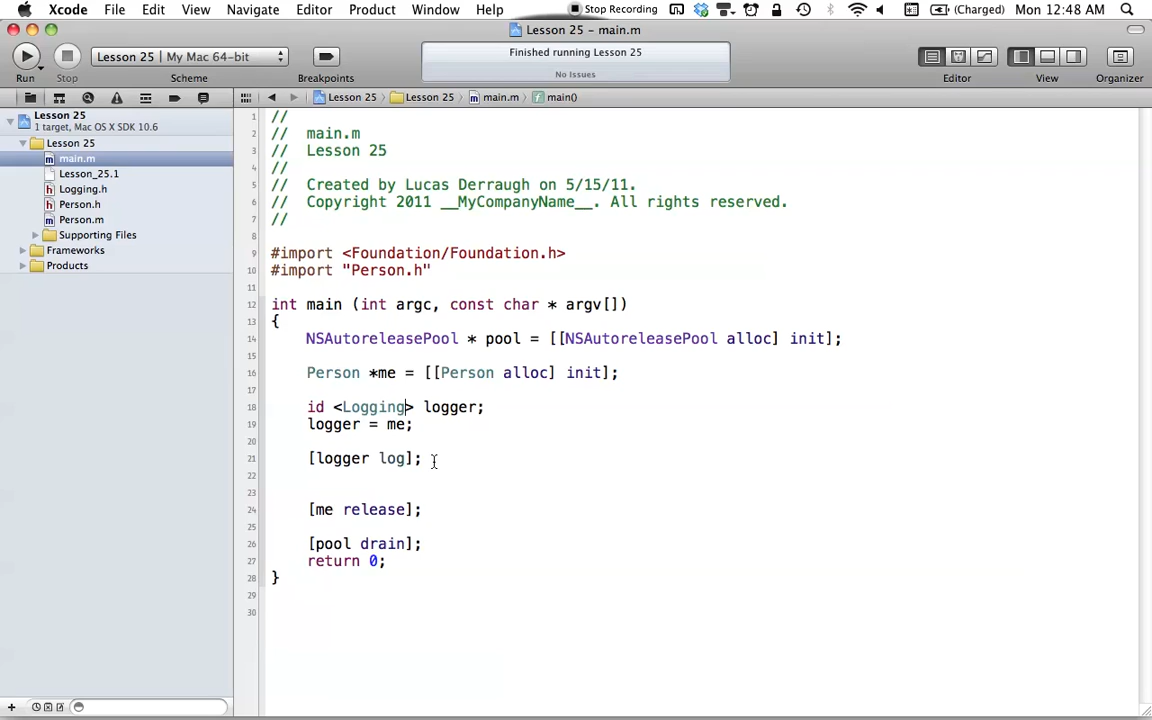 Xcode File Edit View Navigate Editor Product Window Help Stop Recording (Charged) Mon 12:48 AM
Lesson 25 – main.m
Lesson 25 | My Mac 64-bit
Finished running Lesson 25
No Issues
Run Stop Scheme Breakpoints Editor View Organizer
Lesson 25 Lesson 25 main.m main()
Lesson 25
1 target, Mac OS X SDK 10.6
Lesson 25
main.m
Lesson_25.1
Logging.h
Person.h
Person.m
Supporting Files
Frameworks
Products
1 //
2 // main.m
3 // Lesson 25
4 //
5 // Created by Lucas Derraugh on 5/15/11.
6 // Copyright 2011 __MyCompanyName__. All rights reserved.
7 //
8
9 #import <Foundation/Foundation.h>
10 #import "Person.h"
11
12 int main (int argc, const char * argv[])
13 {
14 NSAutoreleasePool * pool = [[NSAutoreleasePool alloc] init];
15
16 Person *me = [[Person alloc] init];
17
18 id <Logging> logger;
19 logger = me;
20
21 [logger log];
22
23
24 [me release];
25
26 [pool drain];
27 return 0;
28 }
29
30